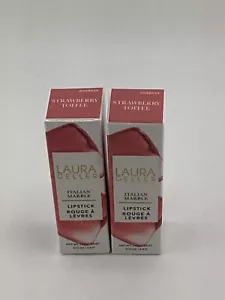 STRAWBERRY
TOFFEE
STRAWBERRY
TOFFEE
LAURA
GELLER
ITALIAN
MARBLE
LIPSTICK
ROUGE À
LÈVRES
LAURA
GELLER
ITALIAN
MARBLE
LIPSTICK
ROUGE À
LÈVRES